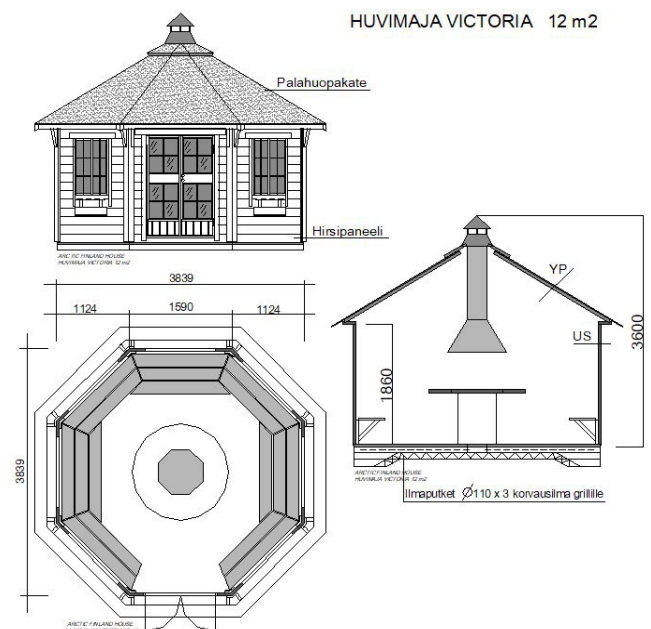 HUVIMAJA VICTORIA 12 m2
Palahuopakate
Hirsipaneeli
ARCTIC FINLAND HOUSE
HUVIMAJA VICTORIA 12 m2
3839
1124 1590 1124
3839
YP
US
3600
1860
ARCTIC FINLAND HOUSE
HUVIMAJA VICTORIA 12 m2
Ilmaputket Ø110 x 3 korvausilma grillille
ARCTIC FINLAND HOUSE